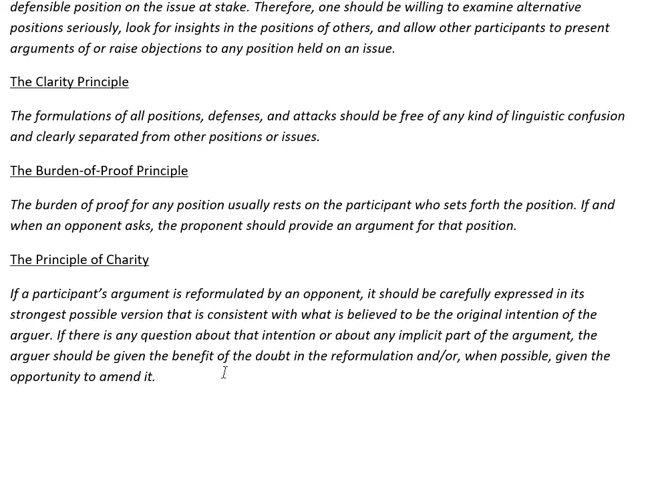 defensible position on the issue at stake. Therefore, one should be willing to examine alternative
positions seriously, look for insights in the positions of others, and allow other participants to present
arguments of or raise objections to any position held on an issue.
The Clarity Principle
The formulations of all positions, defenses, and attacks should be free of any kind of linguistic confusion
and clearly separated from other positions or issues.
The Burden-of-Proof Principle
The burden of proof for any position usually rests on the participant who sets forth the position. If and
when an opponent asks, the proponent should provide an argument for that position.
The Principle of Charity
If a participant’s argument is reformulated by an opponent, it should be carefully expressed in its
strongest possible version that is consistent with what is believed to be the original intention of the
arguer. If there is any question about that intention or about any implicit part of the argument, the
arguer should be given the benefit of the doubt in the reformulation and/or, when possible, given the
opportunity to amend it.